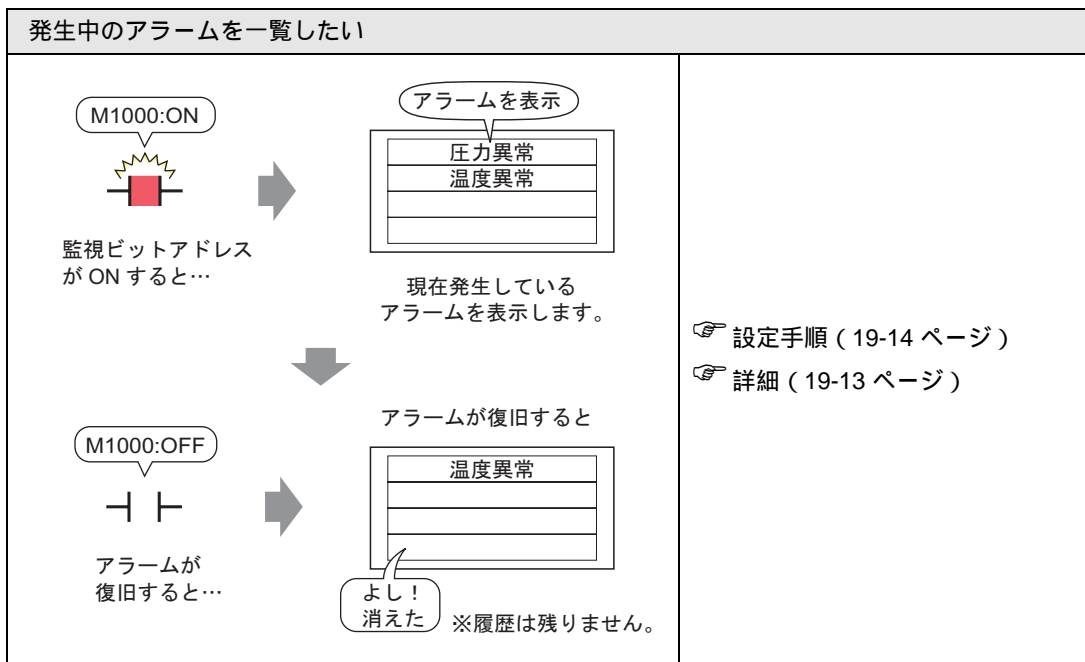 発生中のアラームを一覧したい
M1000:ON
監視ビットアドレス
が ON すると…
アラームを表示
圧力異常
温度異常
現在発生している
アラームを表示します。
M1000:OFF
アラームが
復旧すると…
アラームが復旧すると
温度異常
よし！
消えた
※履歴は残りません。
設定手順（19-14 ページ）
詳細（19-13 ページ）